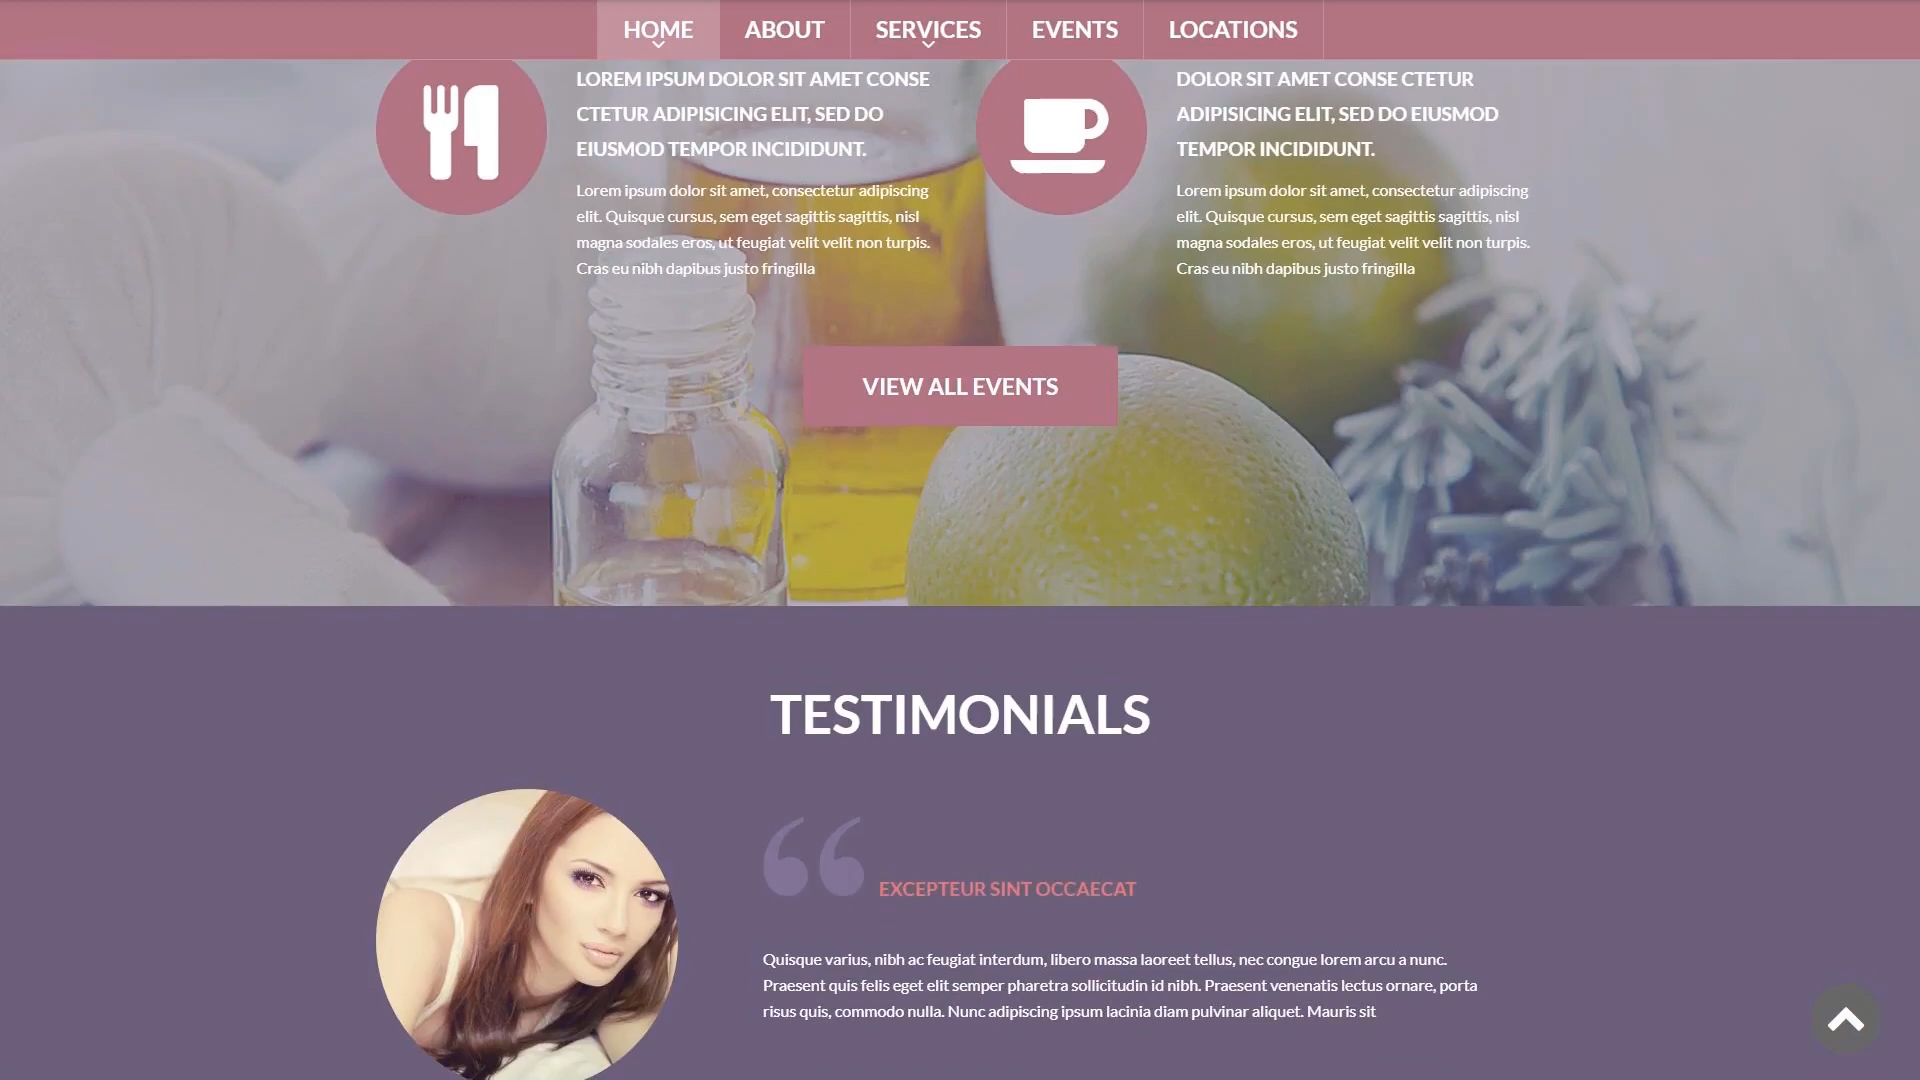 HOME ABOUT SERVICES EVENTS LOCATIONS
LOREM IPSUM DOLOR SIT AMET CONSE
CTETUR ADIPISICING ELIT, SED DO
EIUSMOD TEMPOR INCIDIDUNT.
Lorem ipsum dolor sit amet, consectetur adipiscing
elit. Quisque cursus, sem eget sagittis sagittis, nisl
magna sodales eros, ut feugiat velit velit non turpis.
Cras eu nibh dapibus justo fringilla
DOLOR SIT AMET CONSE CTETUR
ADIPISICING ELIT, SED DO EIUSMOD
TEMPOR INCIDIDUNT.
Lorem ipsum dolor sit amet, consectetur adipiscing
elit. Quisque cursus, sem eget sagittis sagittis, nisl
magna sodales eros, ut feugiat velit velit non turpis.
Cras eu nibh dapibus justo fringilla
VIEW ALL EVENTS
TESTIMONIALS
“ EXCEPTEUR SINT OCCAECAT
Quisque varius, nibh ac feugiat interdum, libero massa laoreet tellus, nec congue lorem arcu a nunc.
Praesent quis felis eget elit semper pharetra sollicitudin id nibh. Praesent venenatis lectus ornare, porta
risus quis, commodo nulla. Nunc adipiscing ipsum lacinia diam pulvinar aliquet. Mauris sit